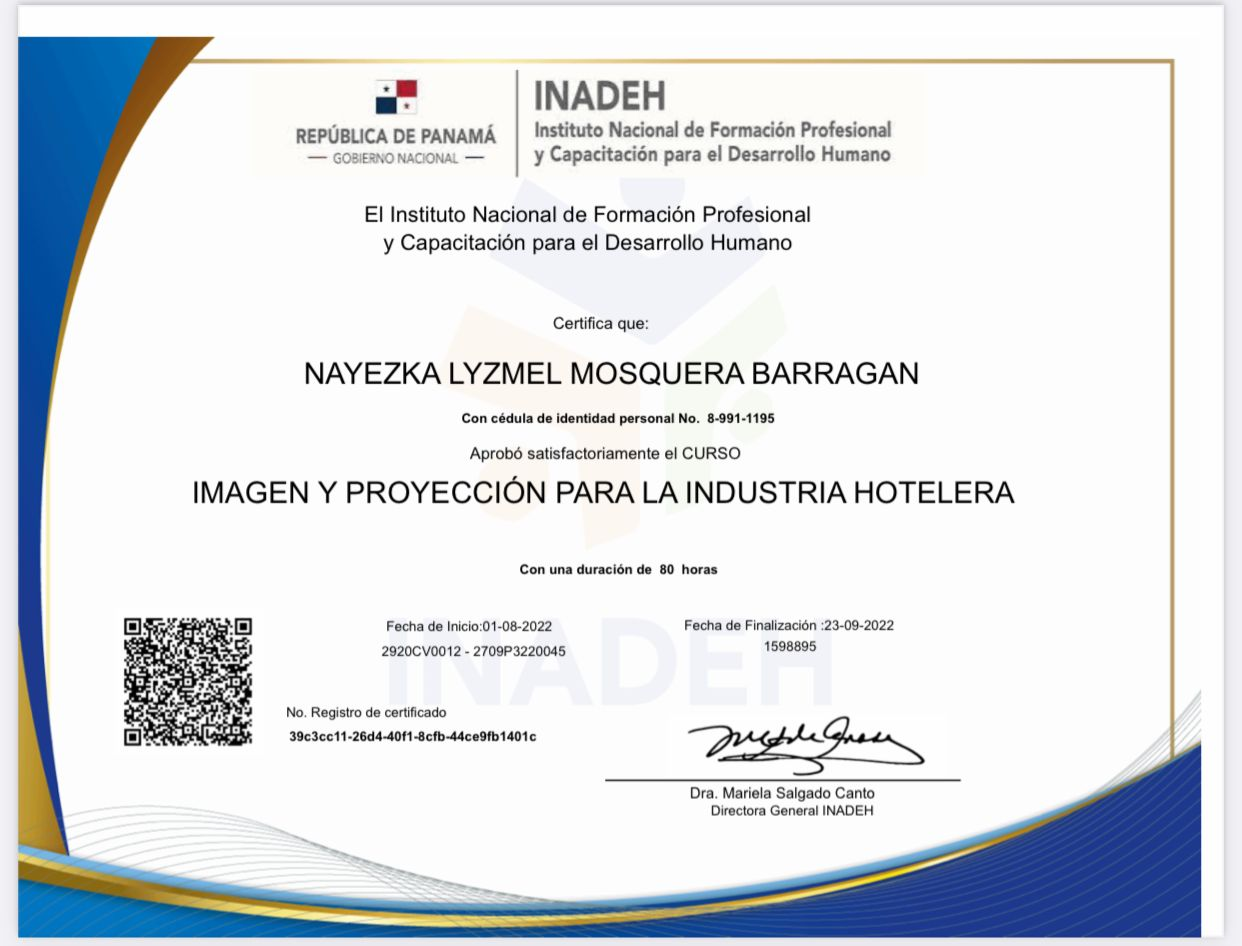 REPÚBLICA DE PANAMÁ
GOBIERNO NACIONAL
INADEH
Instituto Nacional de Formación Profesional
y Capacitación para el Desarrollo Humano
El Instituto Nacional de Formación Profesional
y Capacitación para el Desarrollo Humano
Certifica que:
NAYEZKA LYZMEL MOSQUERA BARRAGAN
Con cédula de identidad personal No. 8-991-1195
Aprobó satisfactoriamente el CURSO
IMAGEN Y PROYECCIÓN PARA LA INDUSTRIA HOTELERA
Con una duración de 80 horas
Fecha de Inicio:01-08-2022
2920CV0012 - 2709P3220045
Fecha de Finalización :23-09-2022
1598895
INADEH
No. Registro de certificado
39c3cc11-26d4-40f1-8cfb-44ce9fb1401c
Dra. Mariela Salgado Canto
Directora General INADEH